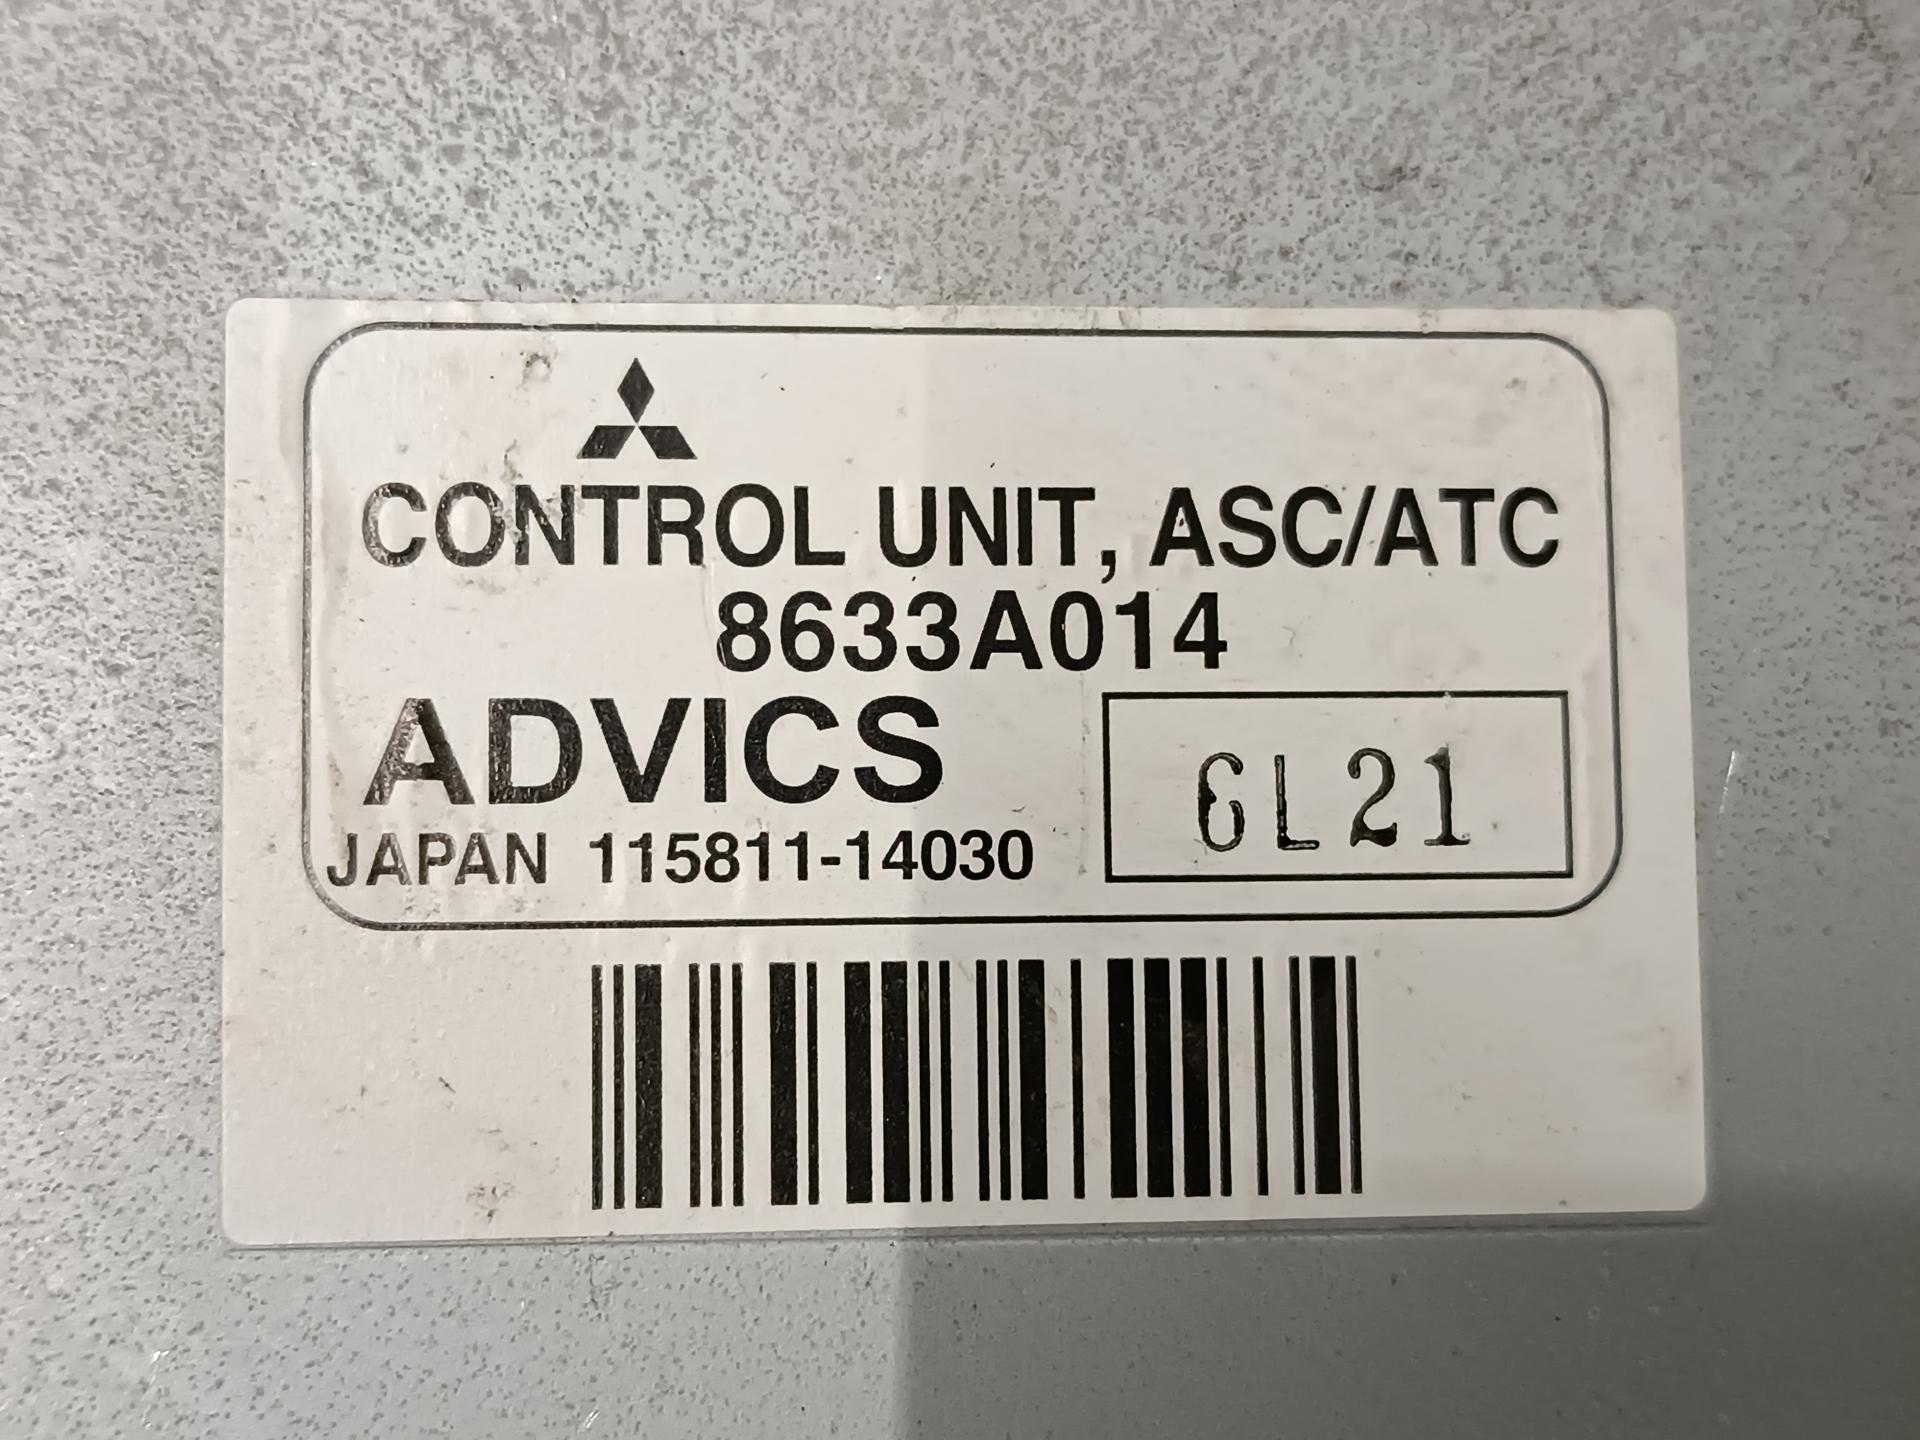 CONTROL UNIT, ASC/ATC
8633A014
ADVICS
6L21
JAPAN 115811-14030